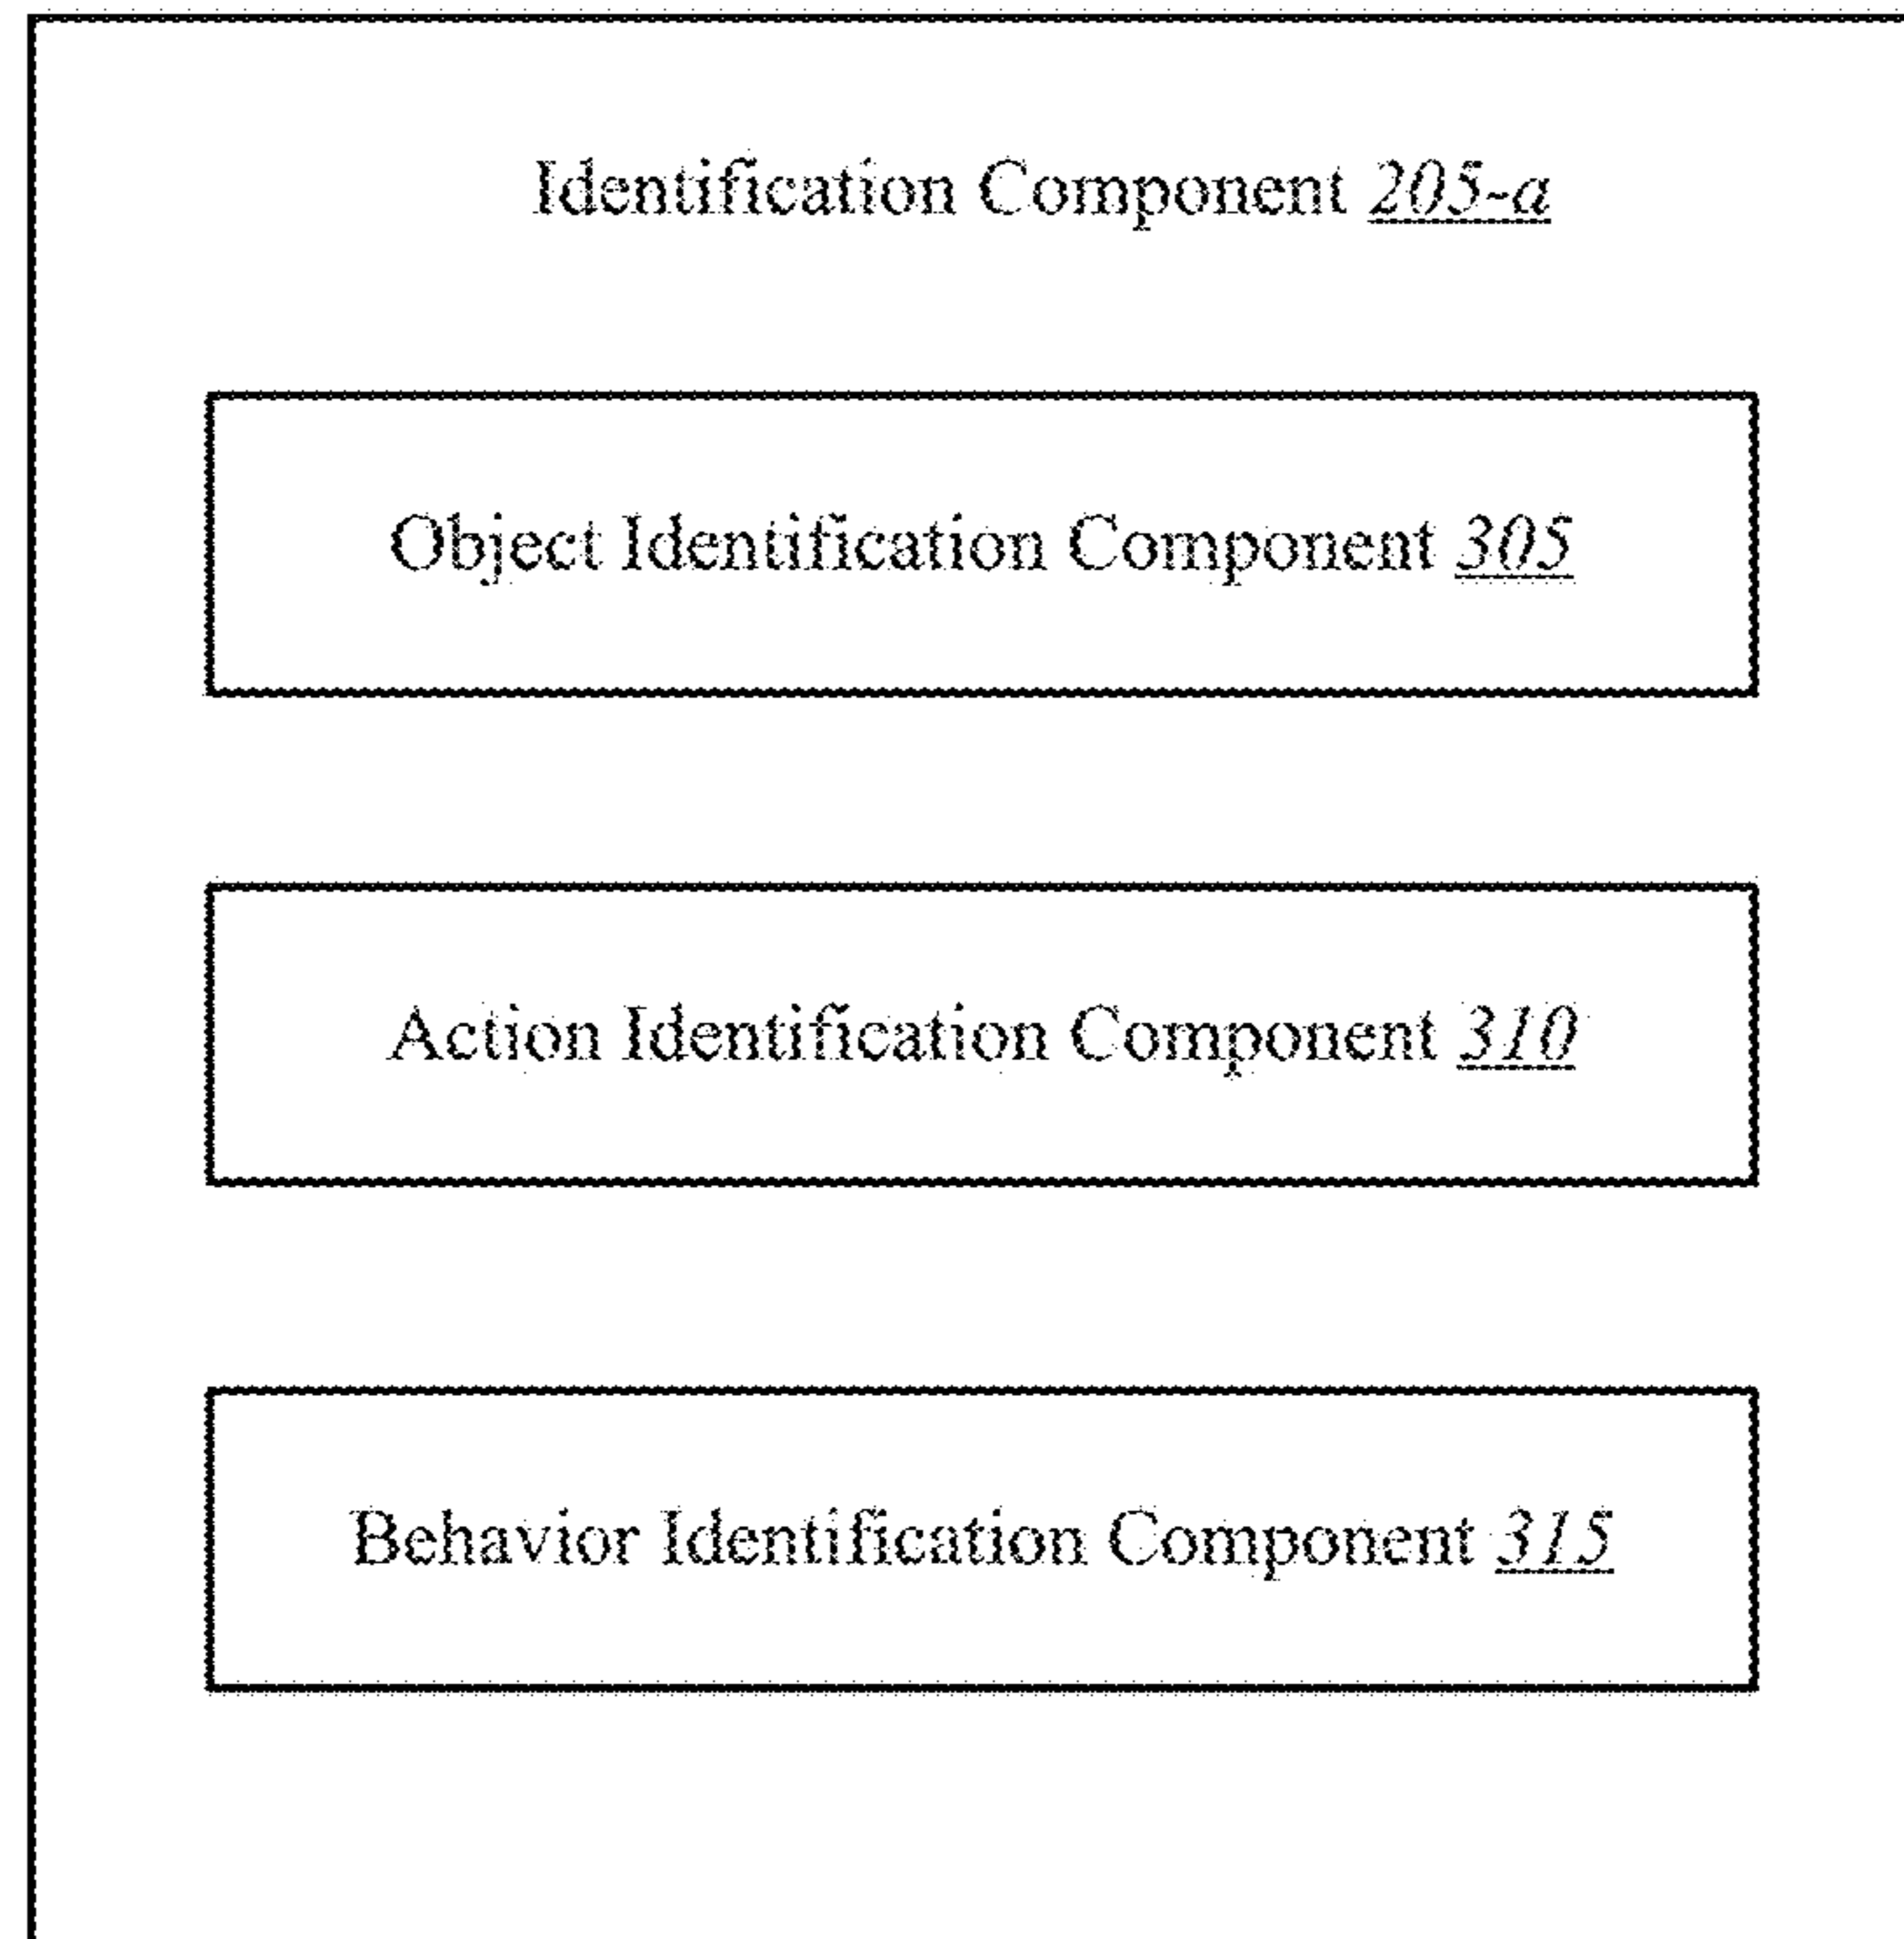 Identification Component 205-a
Object Identification Component 305
Action Identification Component 310
Behavior Identification Component 315